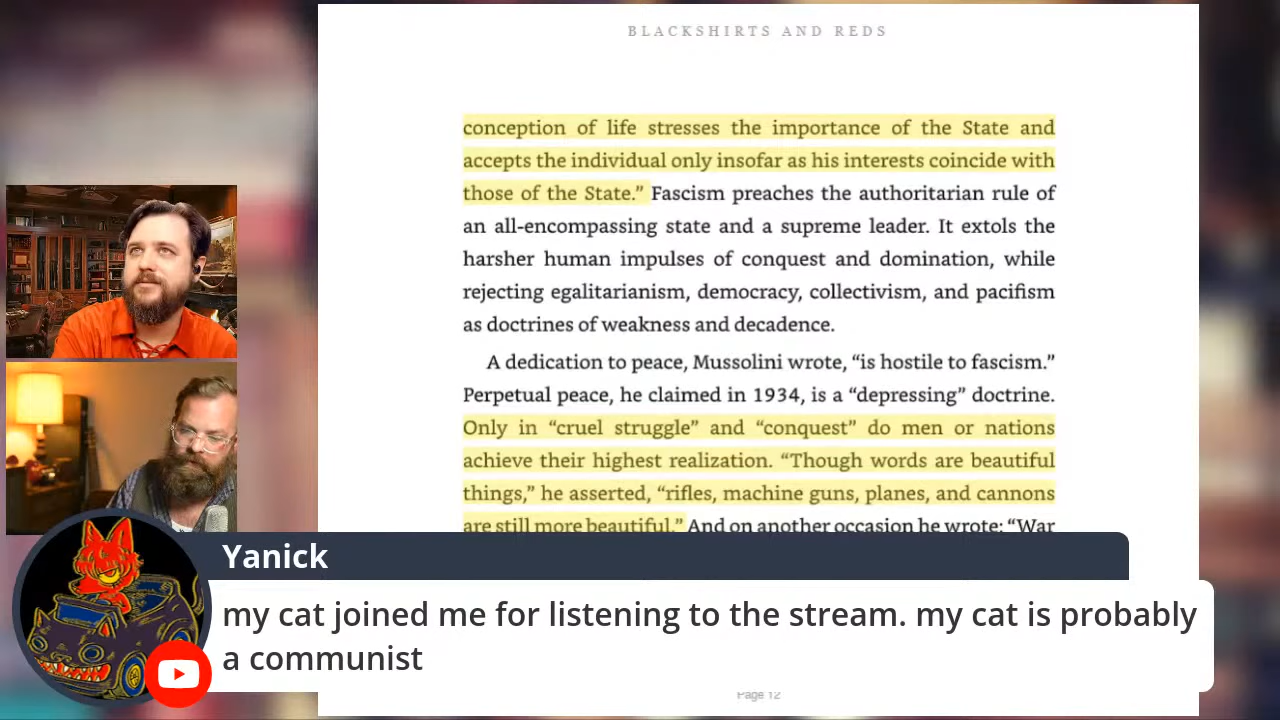 BLACKSHIRTS AND REDS
conception of life stresses the importance of the State and
accepts the individual only insofar as his interests coincide with
those of the State.” Fascism preaches the authoritarian rule of
an all-encompassing state and a supreme leader. It extols the
harsher human impulses of conquest and domination, while
rejecting egalitarianism, democracy, collectivism, and pacifism
as doctrines of weakness and decadence.
A dedication to peace, Mussolini wrote, “is hostile to fascism.”
Perpetual peace, he claimed in 1934, is a “depressing” doctrine.
Only in “cruel struggle” and “conquest” do men or nations
achieve their highest realization. “Though words are beautiful
things,” he asserted, “rifles, machine guns, planes, and cannons
are still more beautiful.” And on another occasion he wrote: “War
Yanick
my cat joined me for listening to the stream. my cat is probably
a communist
Page 12